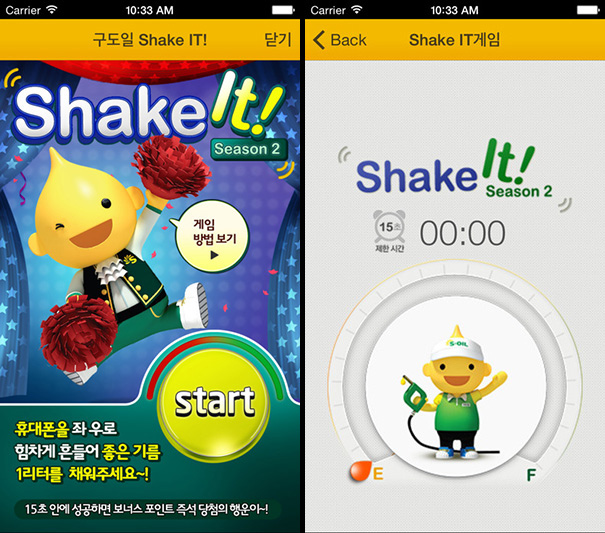 Carrier 10:33 AM
구도일 Shake IT! 닫기
Shake It!
Season 2
게임
방법 보기
start
휴대폰을 좌 우로
힘차게 흔들어 좋은 기름
1리터를 채워주세요~!
15초 안에 성공하면 보너스 포인트 즉석 당첨의 행운이~!
Carrier 10:33 AM
Back Shake IT게임
Shake It!
Season 2
15초
제한 시간
00:00
S-OIL
E F